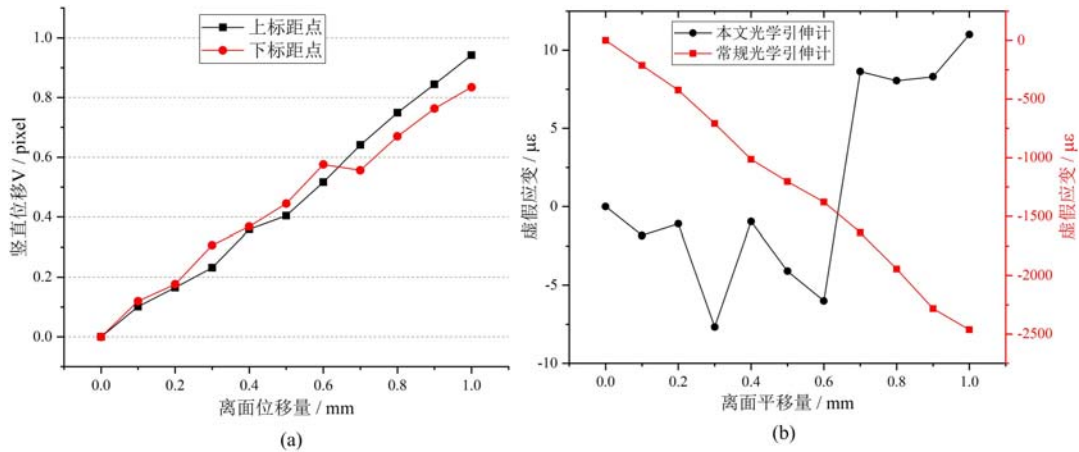 上标距点
下标距点
竖直位移V / pixel
1.0
0.8
0.6
0.4
0.2
0.0
0.0 0.2 0.4 0.6 0.8 1.0
离面位移量 / mm
(a)
本文光学引伸计
常规光学引伸计
虚假应变 / με
10
5
0
-5
-10
0.0 0.2 0.4 0.6 0.8 1.0
离面平移量 / mm
0
-500
-1000
-1500
-2000
-2500
虚假应变 / με
(b)